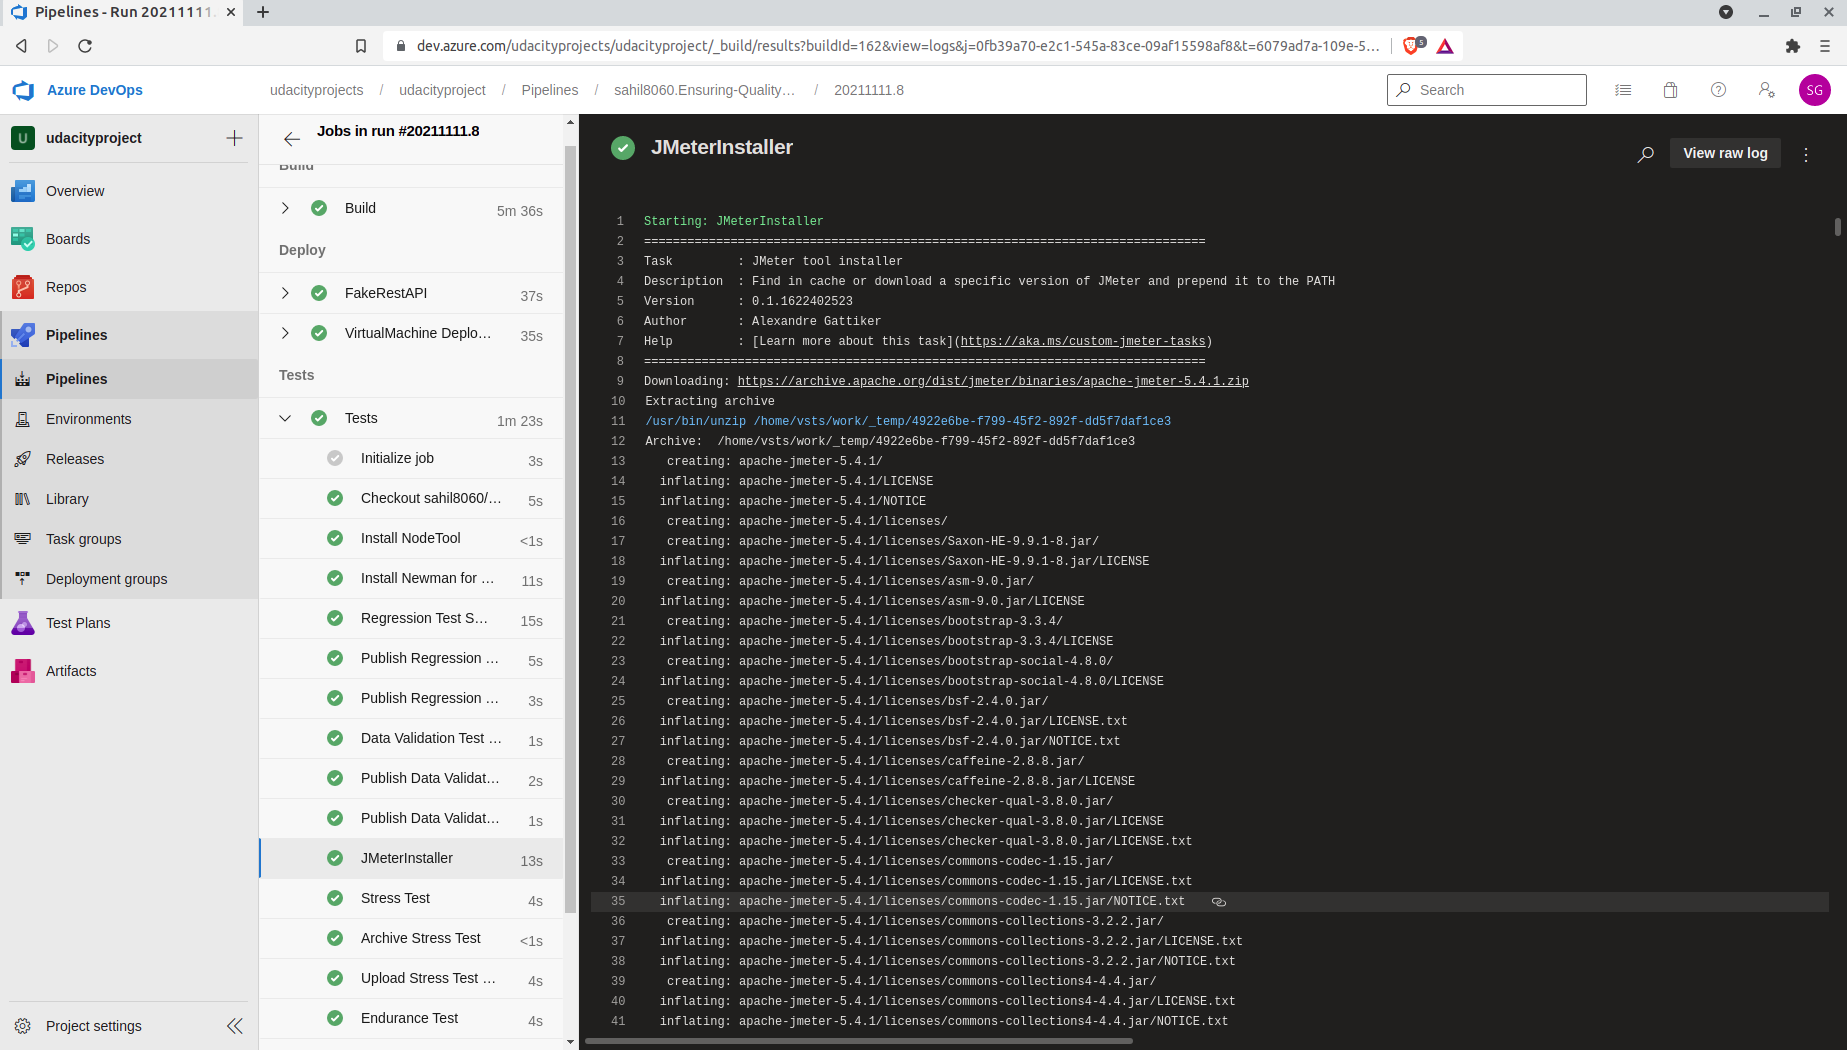 Pipelines - Run 20211111.
dev.azure.com/udacityprojects/udacityproject/_build/results?buildId=162&view=logs&j=0fb39a70-e2c1-545a-83ce-09af15598af8&t=6079ad7a-109e-5...
5
Azure DevOps
udacityprojects / udacityproject / Pipelines / sahil8060.Ensuring-Quality... / 20211111.8
Search
SG
U udacityproject
Overview
Boards
Repos
Pipelines
Pipelines
Environments
Releases
Library
Task groups
Deployment groups
Test Plans
Artifacts
Project settings
Jobs in run #20211111.8
Build
Build 5m 36s
Deploy
FakeRestAPI 37s
VirtualMachine Deplo... 35s
Tests
Tests 1m 23s
Initialize job 3s
Checkout sahil8060/... 5s
Install NodeTool <1s
Install Newman for ... 11s
Regression Test S... 15s
Publish Regression ... 5s
Publish Regression ... 3s
Data Validation Test ... 1s
Publish Data Validat... 2s
Publish Data Validat... 1s
JMeterInstaller 13s
Stress Test 4s
Archive Stress Test <1s
Upload Stress Test ... 4s
Endurance Test 4s
JMeterInstaller
View raw log
1 Starting: JMeterInstaller
2 ==============================================================================
3 Task         : JMeter tool installer
4 Description  : Find in cache or download a specific version of JMeter and prepend it to the PATH
5 Version      : 0.1.1622402523
6 Author       : Alexandre Gattiker
7 Help         : [Learn more about this task](https://aka.ms/custom-jmeter-tasks)
8 ==============================================================================
9 Downloading: https://archive.apache.org/dist/jmeter/binaries/apache-jmeter-5.4.1.zip
10 Extracting archive
11 /usr/bin/unzip /home/vsts/work/_temp/4922e6be-f799-45f2-892f-dd5f7daf1ce3
12 Archive:  /home/vsts/work/_temp/4922e6be-f799-45f2-892f-dd5f7daf1ce3
13    creating: apache-jmeter-5.4.1/
14   inflating: apache-jmeter-5.4.1/LICENSE
15   inflating: apache-jmeter-5.4.1/NOTICE
16    creating: apache-jmeter-5.4.1/licenses/
17    creating: apache-jmeter-5.4.1/licenses/Saxon-HE-9.9.1-8.jar/
18   inflating: apache-jmeter-5.4.1/licenses/Saxon-HE-9.9.1-8.jar/LICENSE
19    creating: apache-jmeter-5.4.1/licenses/asm-9.0.jar/
20   inflating: apache-jmeter-5.4.1/licenses/asm-9.0.jar/LICENSE
21    creating: apache-jmeter-5.4.1/licenses/bootstrap-3.3.4/
22   inflating: apache-jmeter-5.4.1/licenses/bootstrap-3.3.4/LICENSE
23    creating: apache-jmeter-5.4.1/licenses/bootstrap-social-4.8.0/
24   inflating: apache-jmeter-5.4.1/licenses/bootstrap-social-4.8.0/LICENSE
25    creating: apache-jmeter-5.4.1/licenses/bsf-2.4.0.jar/
26   inflating: apache-jmeter-5.4.1/licenses/bsf-2.4.0.jar/LICENSE.txt
27   inflating: apache-jmeter-5.4.1/licenses/bsf-2.4.0.jar/NOTICE.txt
28    creating: apache-jmeter-5.4.1/licenses/caffeine-2.8.8.jar/
29   inflating: apache-jmeter-5.4.1/licenses/caffeine-2.8.8.jar/LICENSE
30    creating: apache-jmeter-5.4.1/licenses/checker-qual-3.8.0.jar/
31   inflating: apache-jmeter-5.4.1/licenses/checker-qual-3.8.0.jar/LICENSE
32   inflating: apache-jmeter-5.4.1/licenses/checker-qual-3.8.0.jar/LICENSE.txt
33    creating: apache-jmeter-5.4.1/licenses/commons-codec-1.15.jar/
34   inflating: apache-jmeter-5.4.1/licenses/commons-codec-1.15.jar/LICENSE.txt
35   inflating: apache-jmeter-5.4.1/licenses/commons-codec-1.15.jar/NOTICE.txt
36    creating: apache-jmeter-5.4.1/licenses/commons-collections-3.2.2.jar/
37   inflating: apache-jmeter-5.4.1/licenses/commons-collections-3.2.2.jar/LICENSE.txt
38   inflating: apache-jmeter-5.4.1/licenses/commons-collections-3.2.2.jar/NOTICE.txt
39    creating: apache-jmeter-5.4.1/licenses/commons-collections4-4.4.jar/
40   inflating: apache-jmeter-5.4.1/licenses/commons-collections4-4.4.jar/LICENSE.txt
41   inflating: apache-jmeter-5.4.1/licenses/commons-collections4-4.4.jar/NOTICE.txt